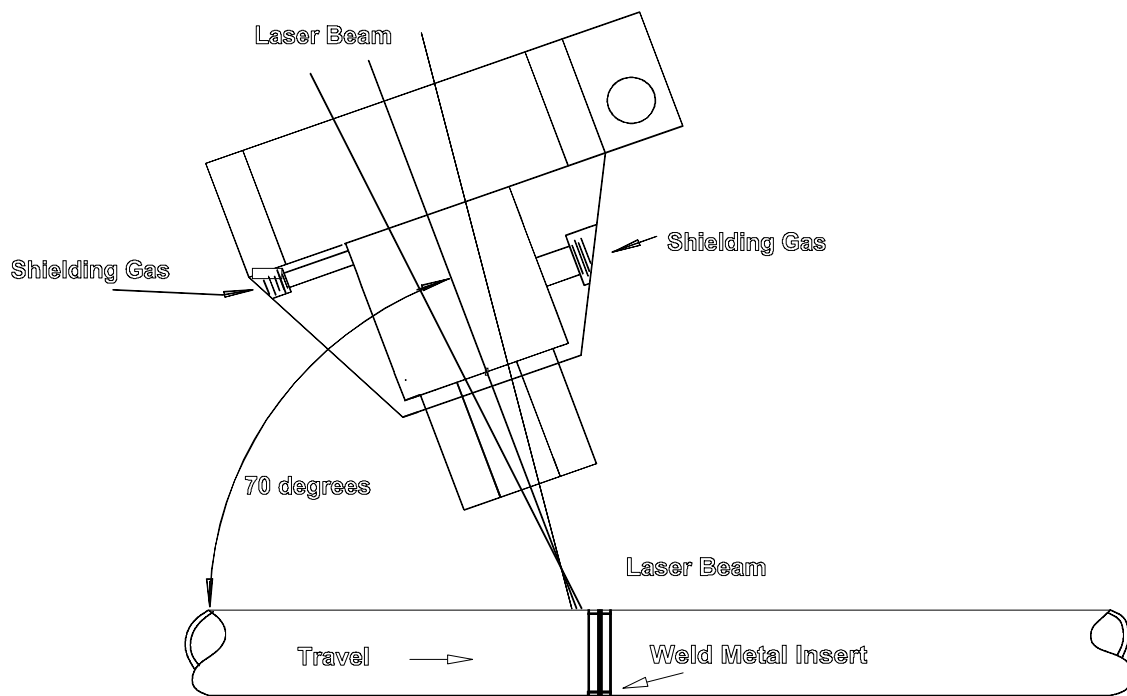 Laser Beam
Shielding Gas
Shielding Gas
70 degrees
Laser Beam
Travel
Weld Metal Insert